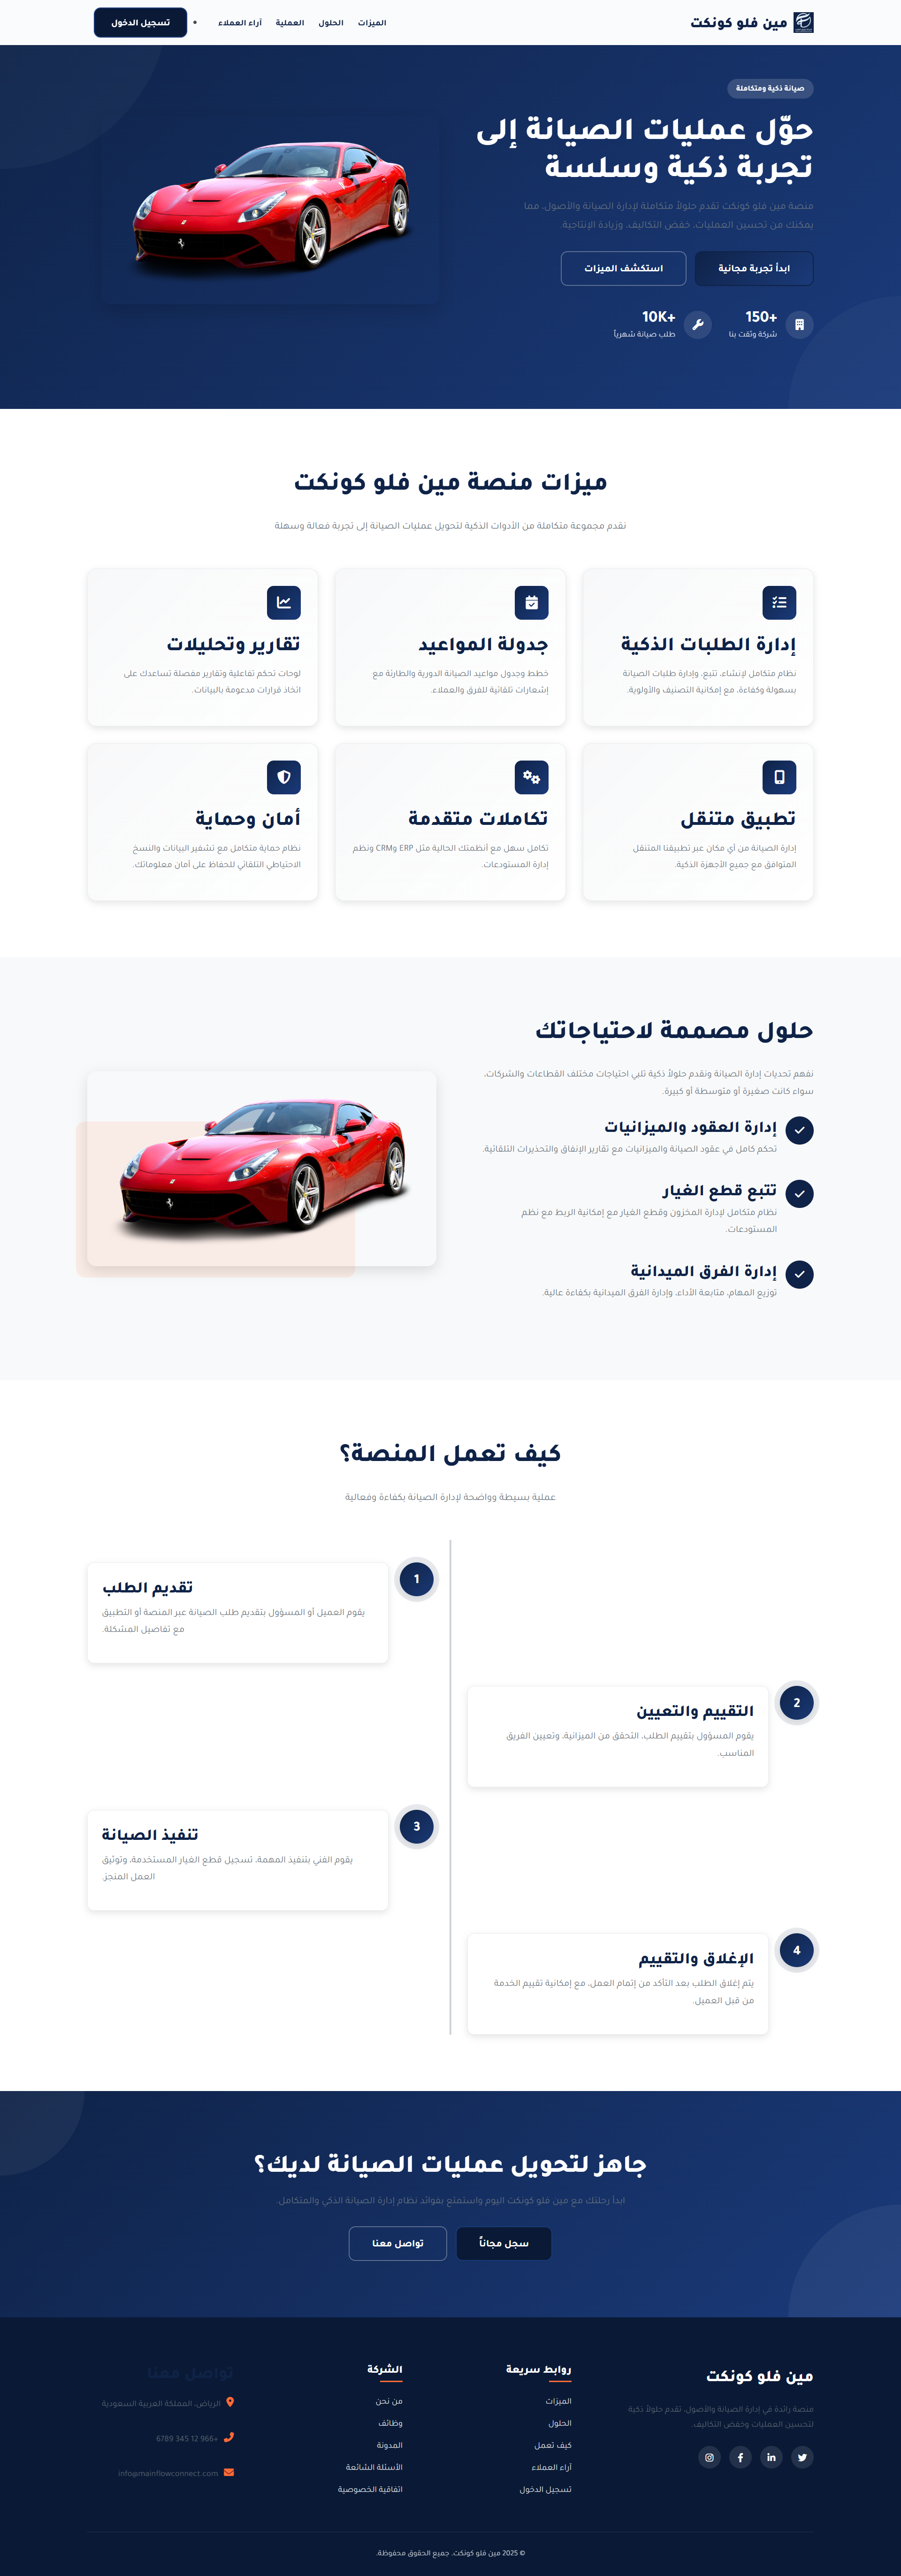 مين فلو كونكت
الميزات
الحلول
العملية
آراء العملاء
تسجيل الدخول
صيانة ذكية ومتكاملة
حوّل عمليات الصيانة إلى
تجربة ذكية وسلسة
منصة مين فلو كونكت تقدم حلولاً متكاملة لإدارة الصيانة والأصول، مما
يمكنك من تحسين العمليات، خفض التكاليف، وزيادة الإنتاجية.
ابدأ تجربة مجانية
استكشف الميزات
+150
شركة وثقت بنا
+10K
طلب صيانة شهرياً
ميزات منصة مين فلو كونكت
نقدم مجموعة متكاملة من الأدوات الذكية لتحويل عمليات الصيانة إلى تجربة فعالة وسهلة
إدارة الطلبات الذكية
نظام متكامل لإنشاء، تتبع، وإدارة طلبات الصيانة
بسهولة وكفاءة، مع إمكانية التصنيف والأولوية.
جدولة المواعيد
خطط وجدول مواعيد الصيانة الدورية والطارئة مع
إشعارات تلقائية للفرق والعملاء.
تقارير وتحليلات
لوحات تحكم تفاعلية وتقارير مفصلة تساعدك على
اتخاذ قرارات مدعومة بالبيانات.
تطبيق متنقل
إدارة الصيانة من أي مكان عبر تطبيقنا المتنقل
المتوافق مع جميع الأجهزة الذكية.
تكاملات متقدمة
تكامل سهل مع أنظمتك الحالية مثل ERP وCRM ونظم
إدارة المستودعات.
أمان وحماية
نظام حماية متكامل مع تشفير البيانات والنسخ
الاحتياطي التلقائي للحفاظ على أمان معلوماتك.
حلول مصممة لاحتياجاتك
نفهم تحديات إدارة الصيانة ونقدم حلولاً ذكية تلبي احتياجات مختلف القطاعات والشركات،
سواء كانت صغيرة أو متوسطة أو كبيرة.
إدارة العقود والميزانيات
تحكم كامل في عقود الصيانة والميزانيات مع تقارير الإنفاق والتحذيرات التلقائية.
تتبع قطع الغيار
نظام متكامل لإدارة المخزون وقطع الغيار مع إمكانية الربط مع نظم
المستودعات.
إدارة الفرق الميدانية
توزيع المهام، متابعة الأداء، وإدارة الفرق الميدانية بكفاءة عالية.
كيف تعمل المنصة؟
عملية بسيطة وواضحة لإدارة الصيانة بكفاءة وفعالية
1
تقديم الطلب
يقوم العميل أو المسؤول بتقديم طلب الصيانة عبر المنصة أو التطبيق
مع تفاصيل المشكلة.
2
التقييم والتعيين
يقوم المسؤول بتقييم الطلب، التحقق من الميزانية، وتعيين الفريق
المناسب.
3
تنفيذ الصيانة
يقوم الفني بتنفيذ المهمة، تسجيل قطع الغيار المستخدمة، وتوثيق
العمل المنجز.
4
الإغلاق والتقييم
يتم إغلاق الطلب بعد التأكد من إتمام العمل، مع إمكانية تقييم الخدمة
من قبل العميل.
جاهز لتحويل عمليات الصيانة لديك؟
ابدأ رحلتك مع مين فلو كونكت اليوم واستمتع بفوائد نظام إدارة الصيانة الذكي والمتكامل.
سجل مجاناً
تواصل معنا
مين فلو كونكت
منصة رائدة في إدارة الصيانة والأصول، تقدم حلولاً ذكية
لتحسين العمليات وخفض التكاليف.
روابط سريعة
الميزات
الحلول
كيف تعمل
آراء العملاء
تسجيل الدخول
الشركة
من نحن
وظائف
المدونة
الأسئلة الشائعة
اتفاقية الخصوصية
تواصل معنا
الرياض، المملكة العربية السعودية
+966 12 345 6789
info@mainflowconnect.com
© 2025 مين فلو كونكت. جميع الحقوق محفوظة.